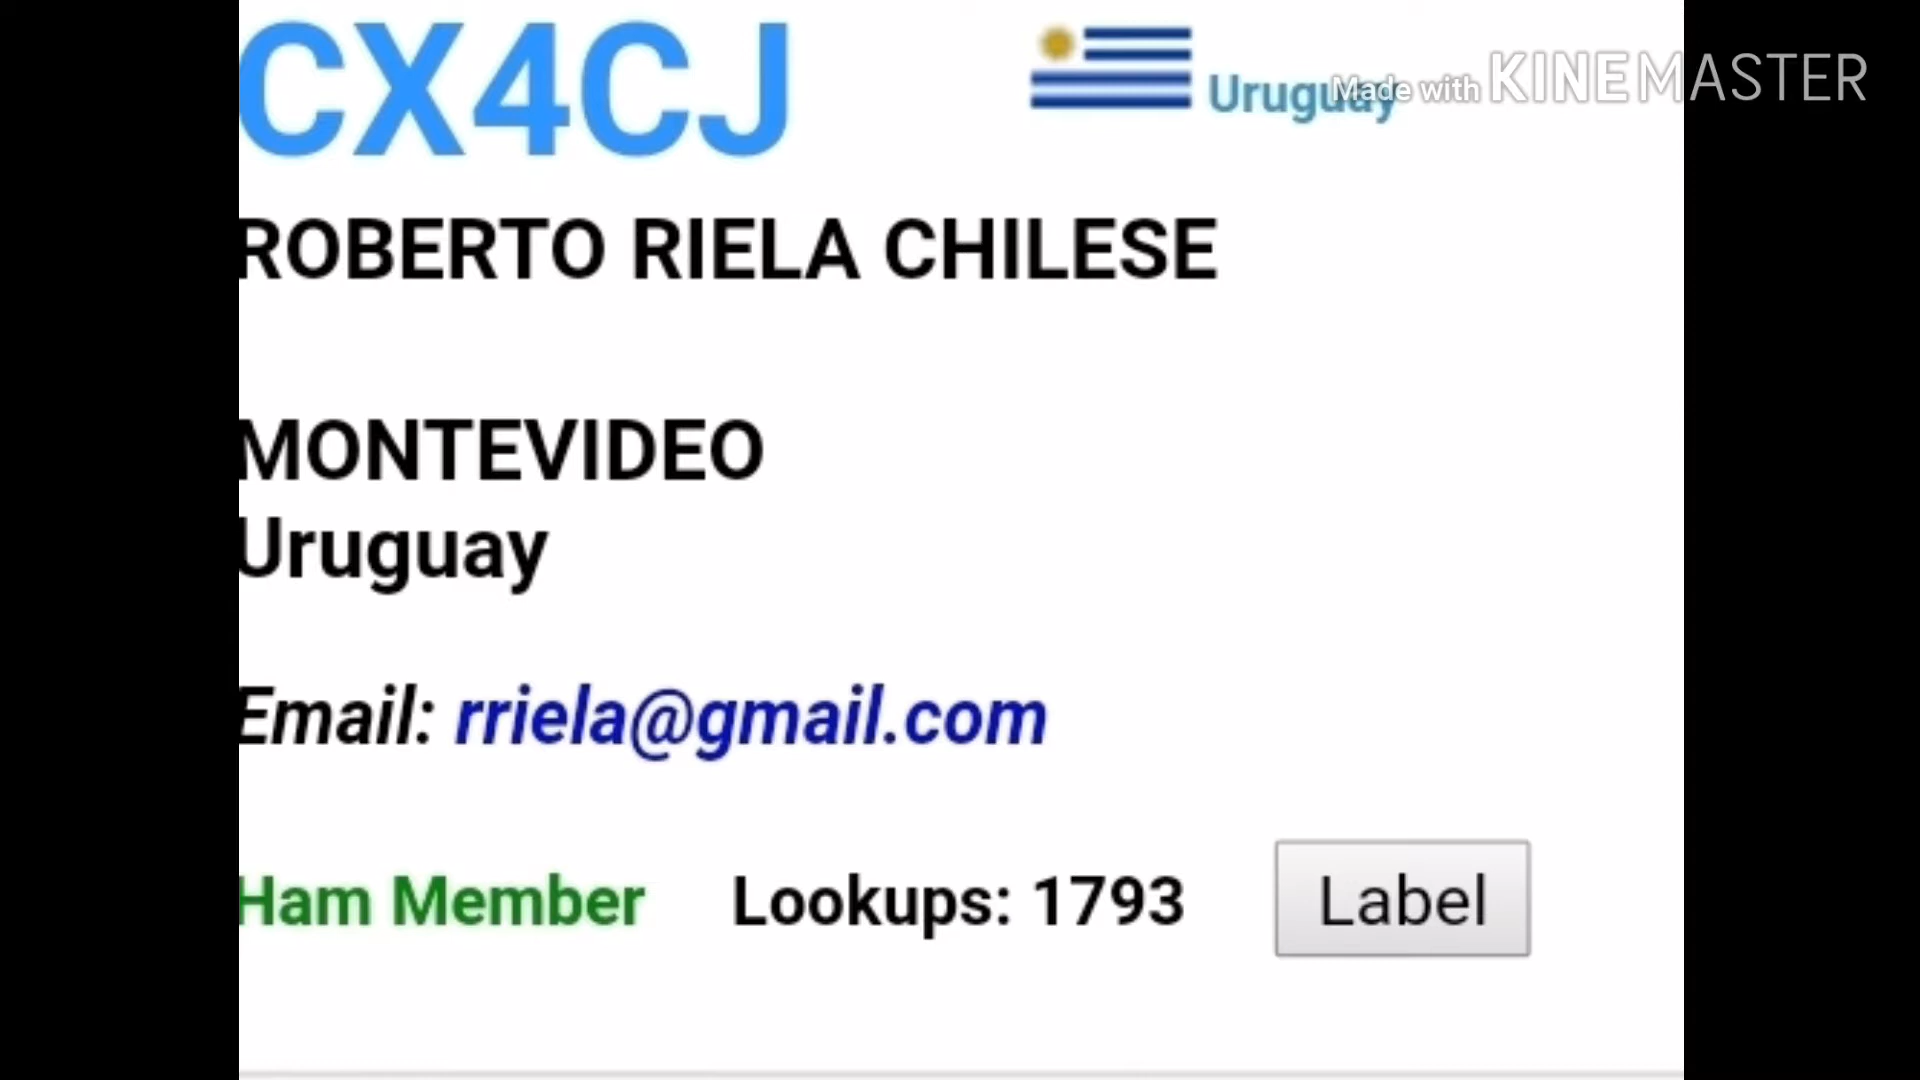 CX4CJ
Uruguay
Made with KINEMASTER
ROBERTO RIELA CHILESE
MONTEVIDEO
Uruguay
Email: rriela@gmail.com
Ham Member Lookups: 1793 Label